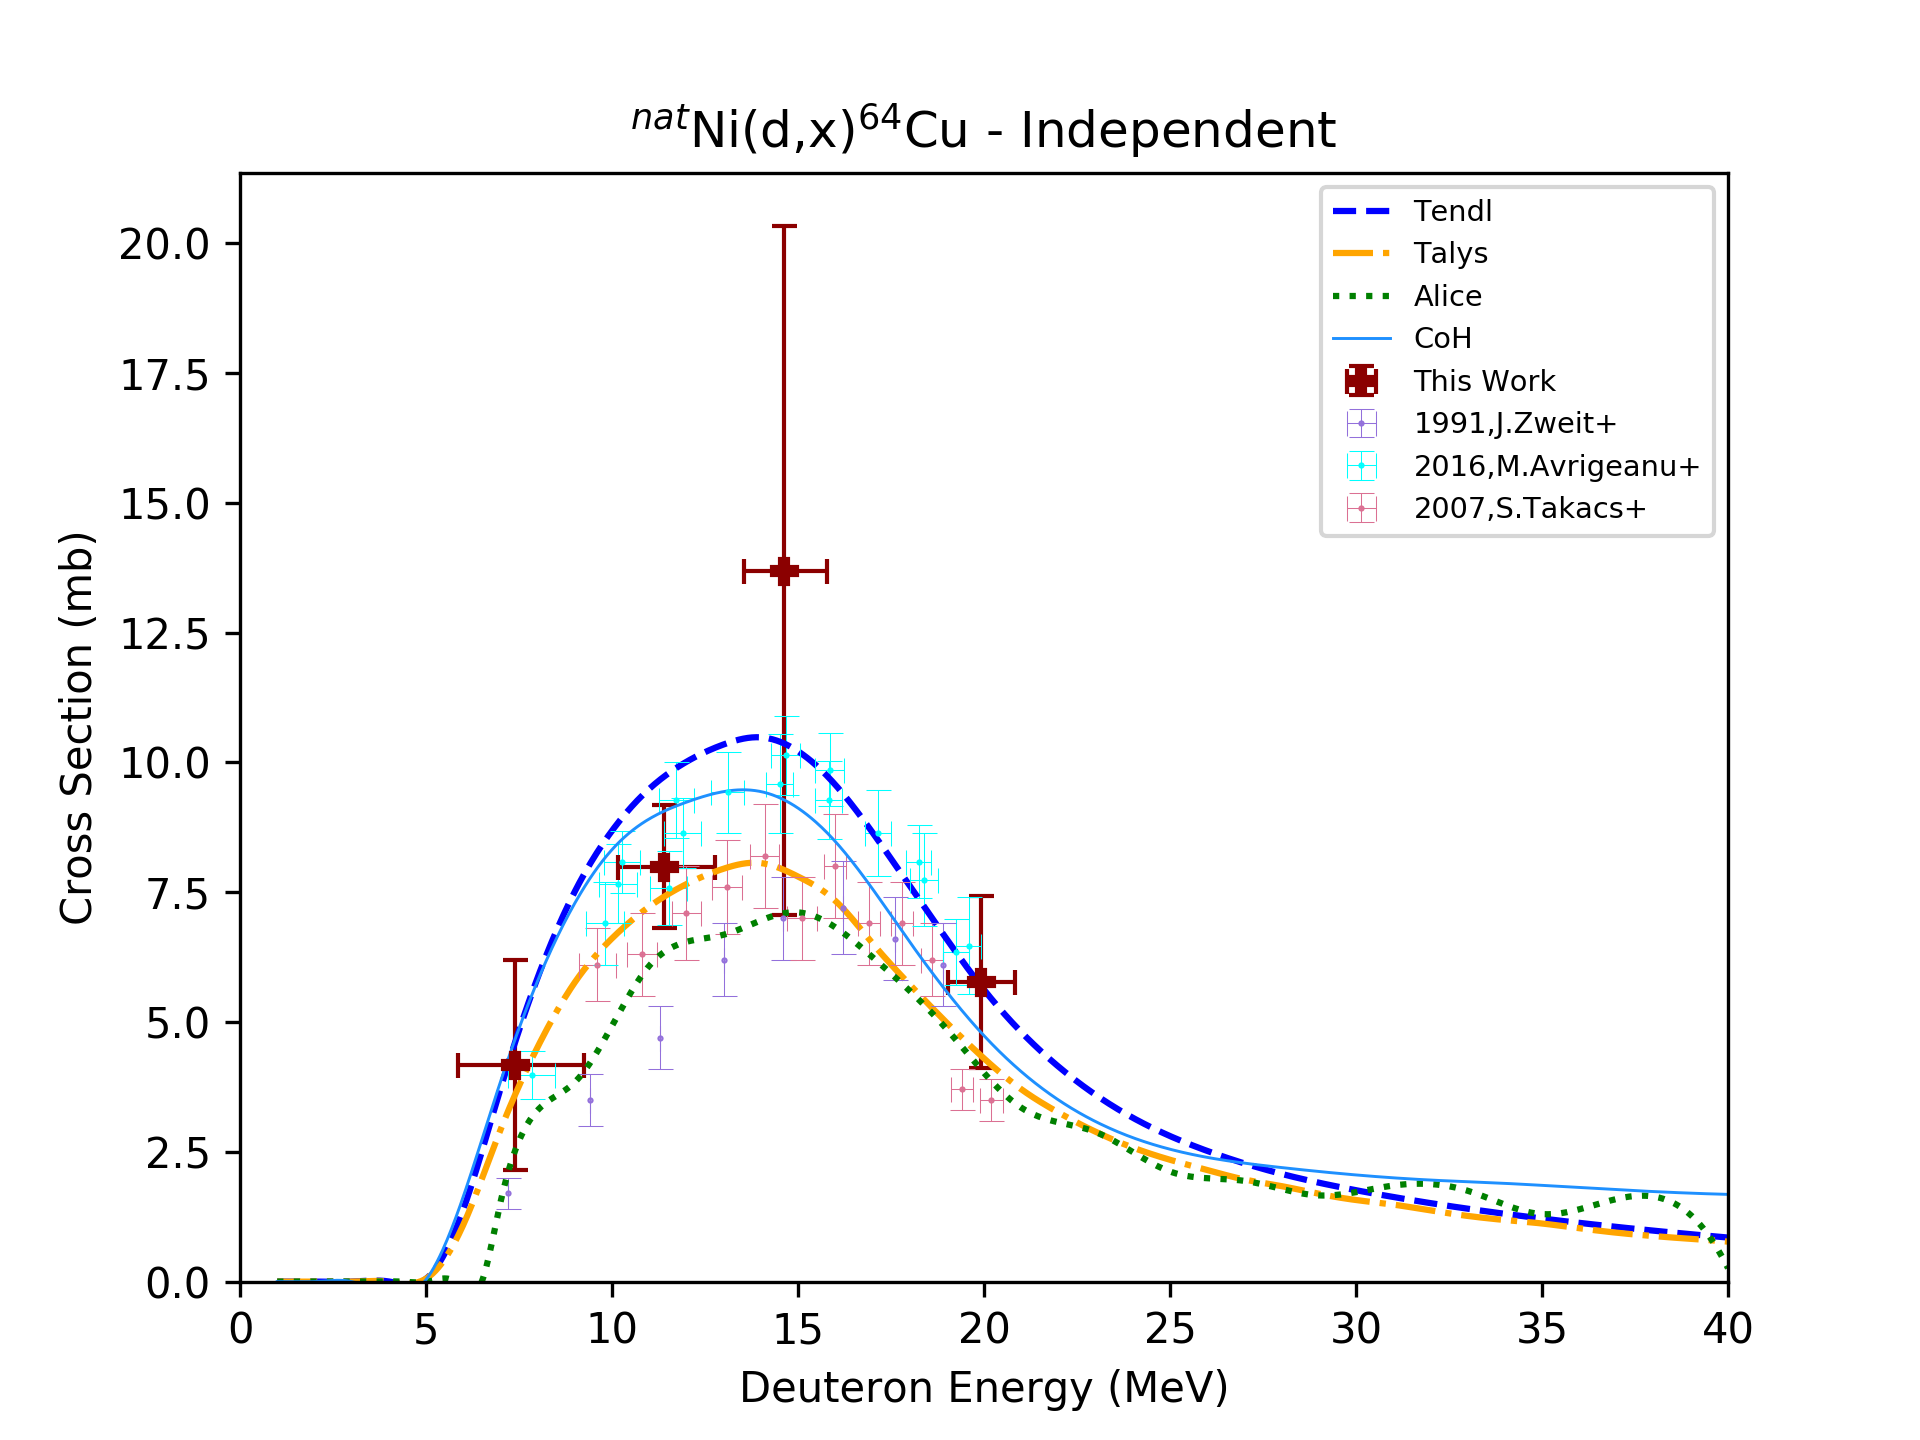 natNi(d,x)64Cu - Independent
Tendl
Talys
Alice
CoH
This Work
1991,J.Zweit+
2016,M.Avrigeanu+
2007,S.Takacs+
Cross Section (mb)
20.0
17.5
15.0
12.5
10.0
7.5
5.0
2.5
0.0
0 5 10 15 20 25 30 35 40
Deuteron Energy (MeV)